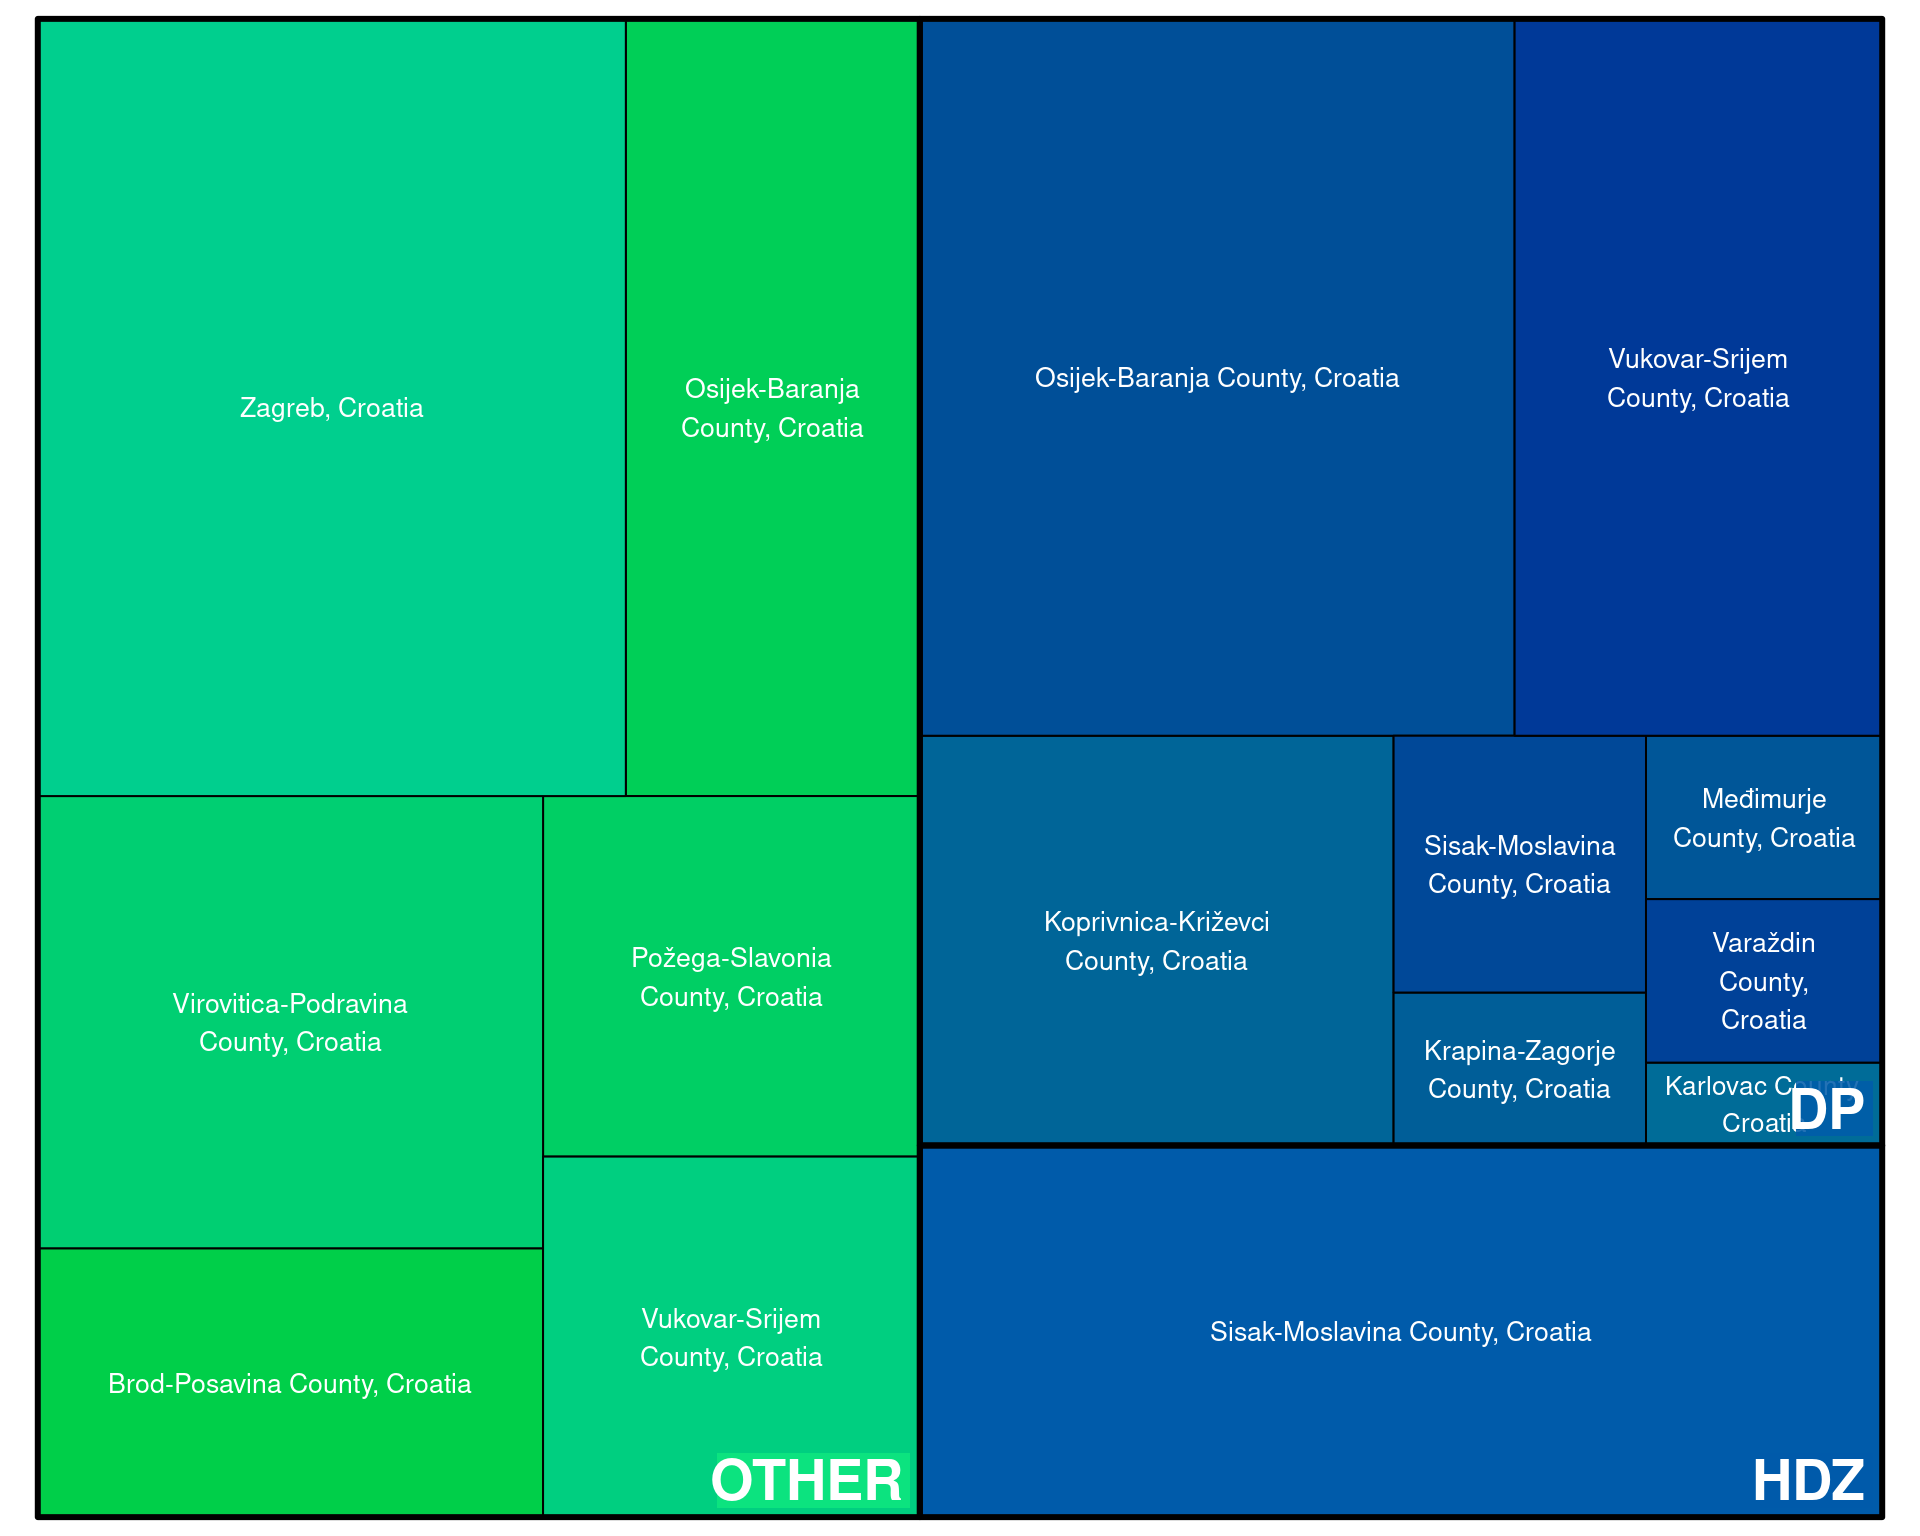 Zagreb, Croatia
Osijek-Baranja
County, Croatia
Virovitica-Podravina
County, Croatia
Požega-Slavonia
County, Croatia
Brod-Posavina County, Croatia
Vukovar-Srijem
County, Croatia
OTHER
Osijek-Baranja County, Croatia
Vukovar-Srijem
County, Croatia
Koprivnica-Križevci
County, Croatia
Sisak-Moslavina
County, Croatia
Krapina-Zagorje
County, Croatia
Međimurje
County, Croatia
Varaždin
County,
Croatia
Karlovac County,
Croatia
DP
Sisak-Moslavina County, Croatia
HDZ